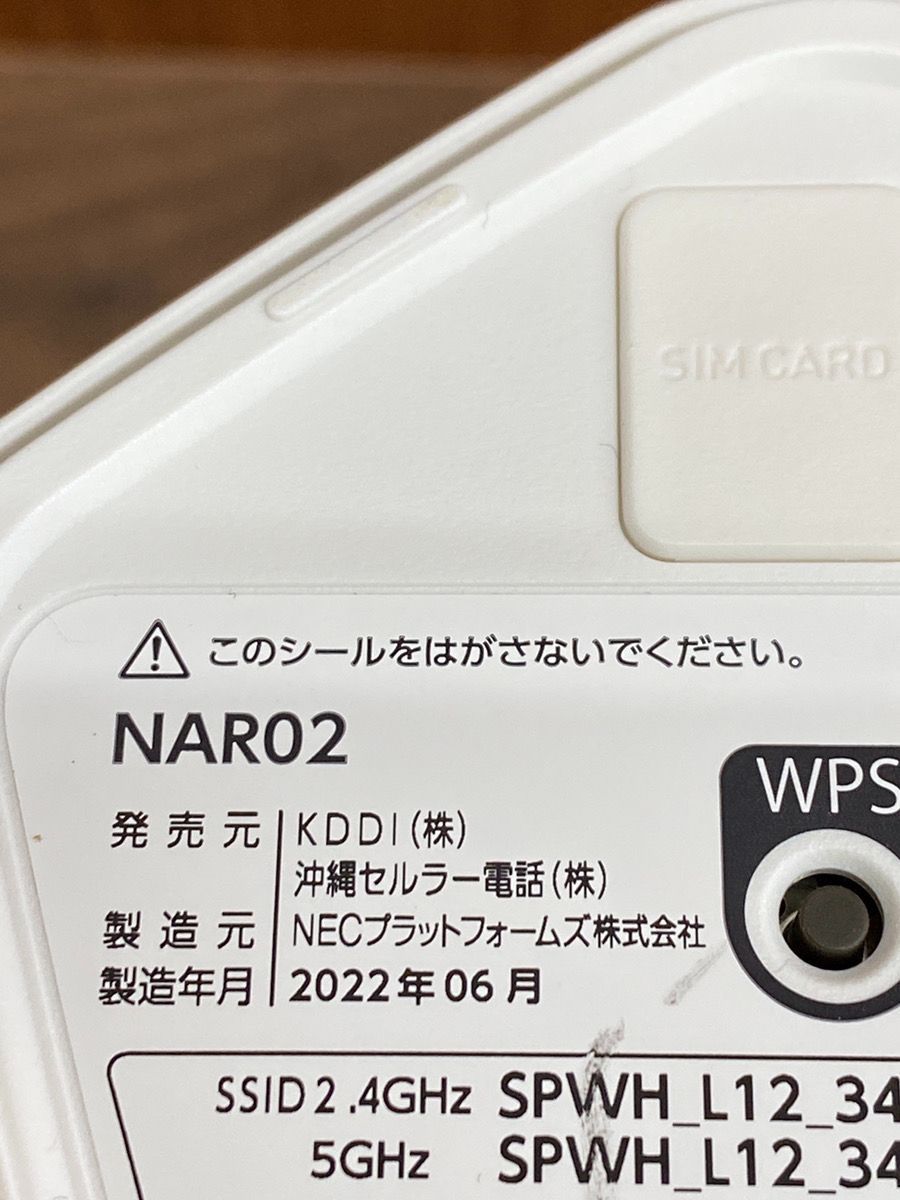 SIM CARD
このシールをはがさないでください。
NAR02
WPS
発売元 KDDI(株)
沖縄セルラー電話(株)
製造元 NECプラットフォームズ株式会社
製造年月 2022年06月
SSID 2.4GHz SPWH_L12_34
5GHz SPWH_L12_34